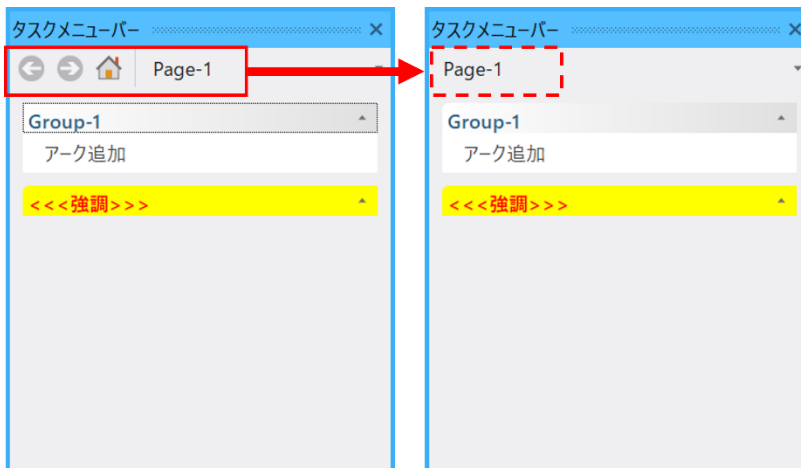 タスクメニューバー
Page-1
Group-1
アーク追加
<<<強調>>>
タスクメニューバー
Page-1
Group-1
アーク追加
<<<強調>>>